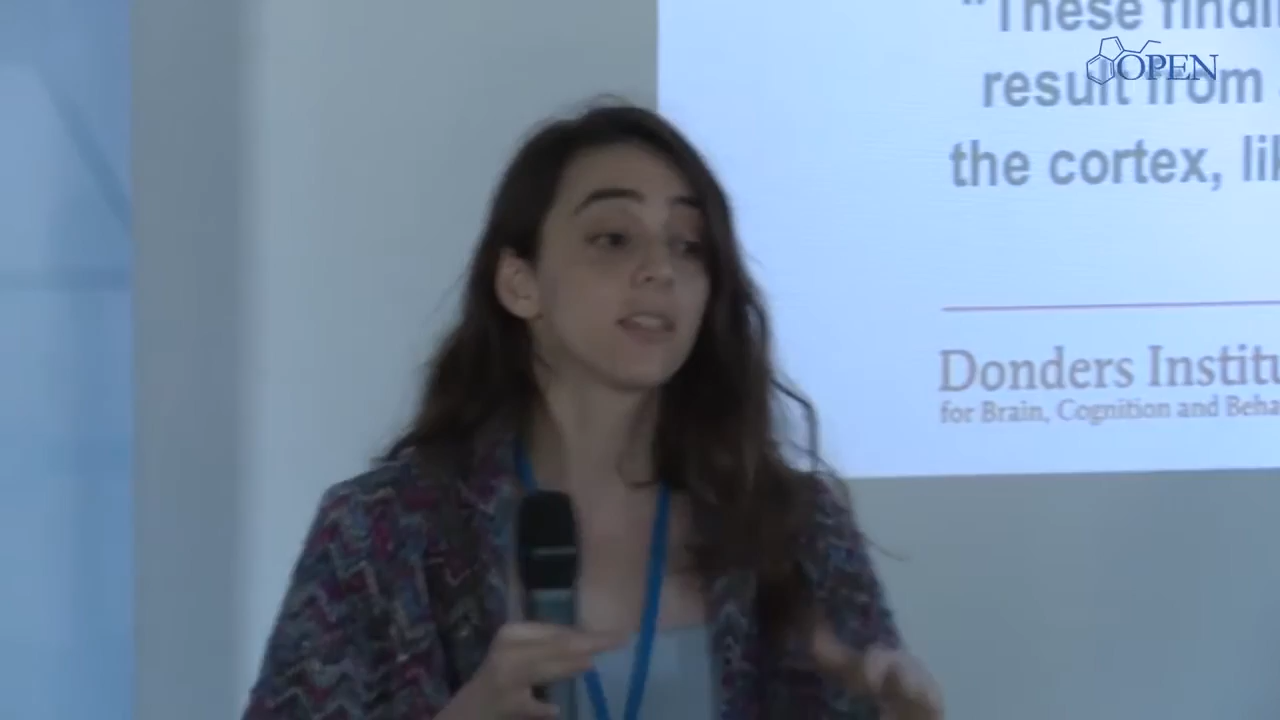 "These findi
result from
the cortex, lik
Donders Institu
for Brain, Cognition and Beha
OPEN